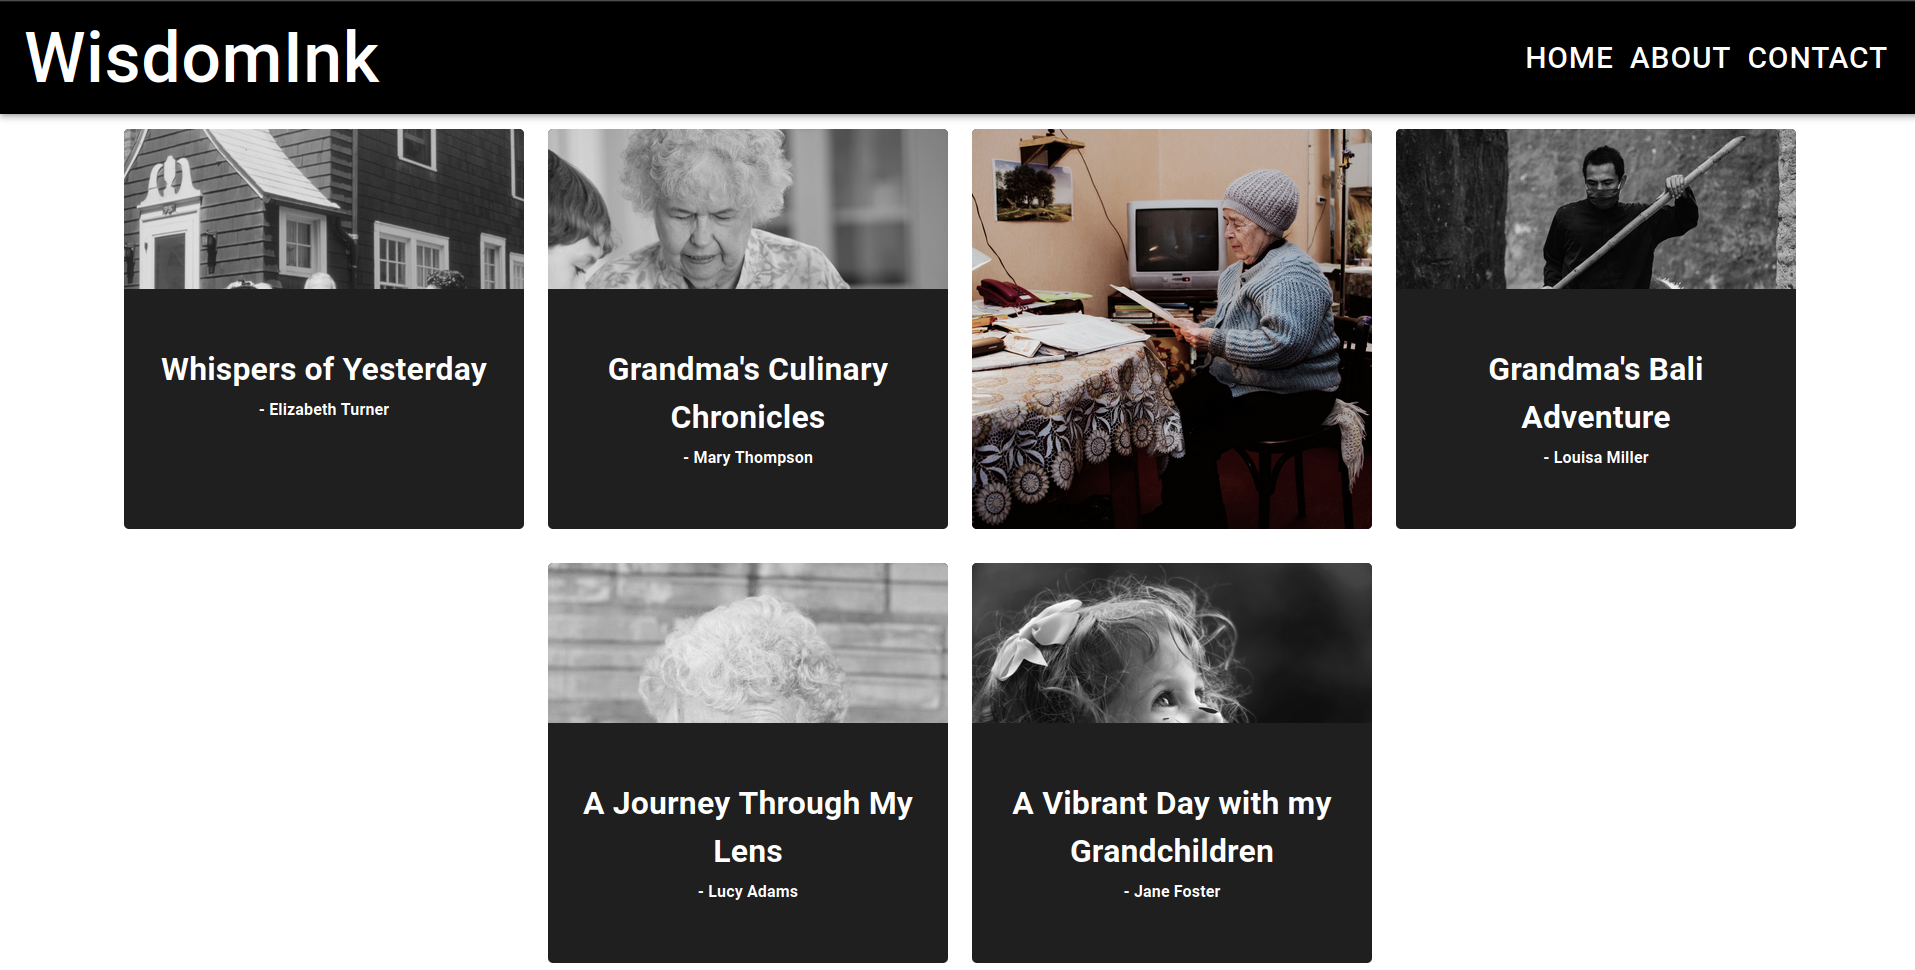 WisdomInk
HOME ABOUT CONTACT
Whispers of Yesterday
- Elizabeth Turner
Grandma's Culinary
Chronicles
- Mary Thompson
Grandma's Bali
Adventure
- Louisa Miller
A Journey Through My
Lens
- Lucy Adams
A Vibrant Day with my
Grandchildren
- Jane Foster